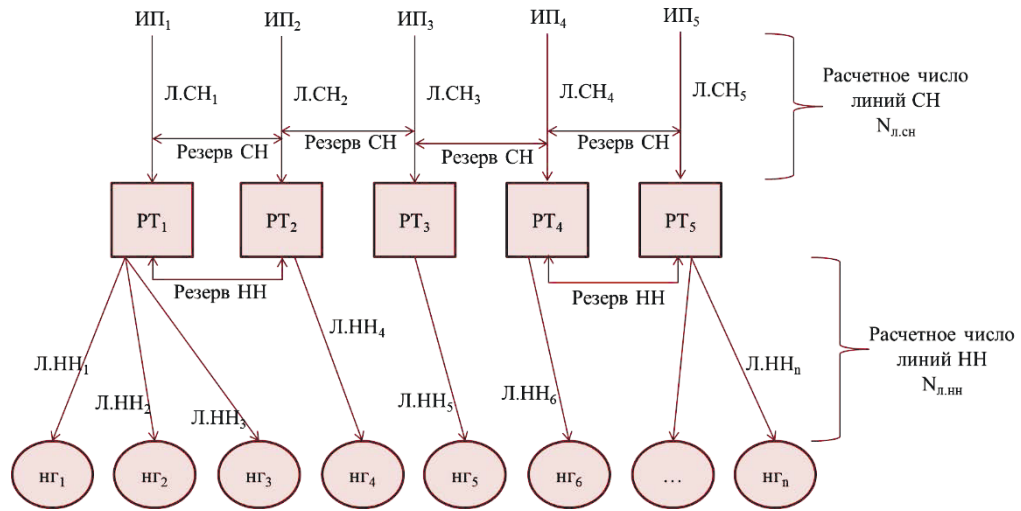 ИП₁
ИП₂
ИП₃
ИП₄
ИП₅
Л.СН₁
Л.СН₂
Л.СН₃
Л.СН₄
Л.СН₅
Расчетное число
линий СН
Nл.сн
Резерв СН
Резерв СН
Резерв СН
Резерв СН
РТ₁
РТ₂
РТ₃
РТ₄
РТ₅
Резерв НН
Резерв НН
Л.НН₁
Л.НН₂
Л.НН₃
Л.НН₄
Л.НН₅
Л.НН₆
Л.ННₙ
Расчетное число
линий НН
Nл.нн
нг₁
нг₂
нг₃
нг₄
нг₅
нг₆
…
нгₙ